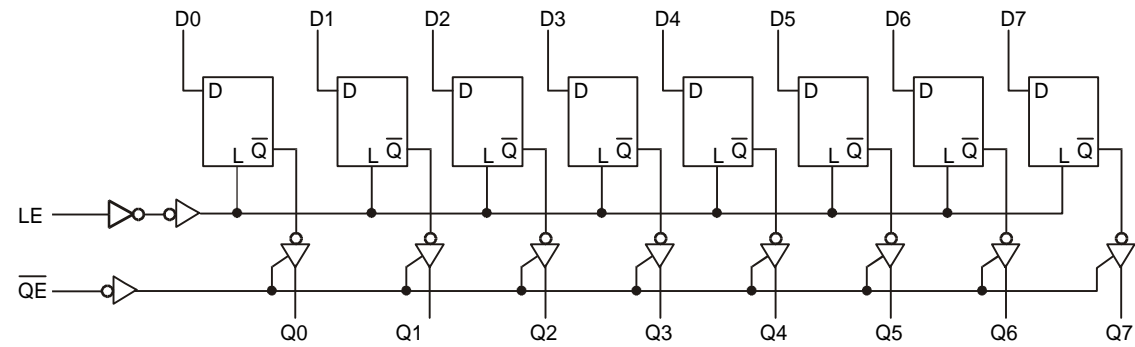 D0 D1 D2 D3 D4 D5 D6 D7
D D D D D D D D
L Q̅ L Q̅ L Q̅ L Q̅ L Q̅ L Q̅ L Q̅ L Q̅
LE
Q̅E̅
Q0 Q1 Q2 Q3 Q4 Q5 Q6 Q7